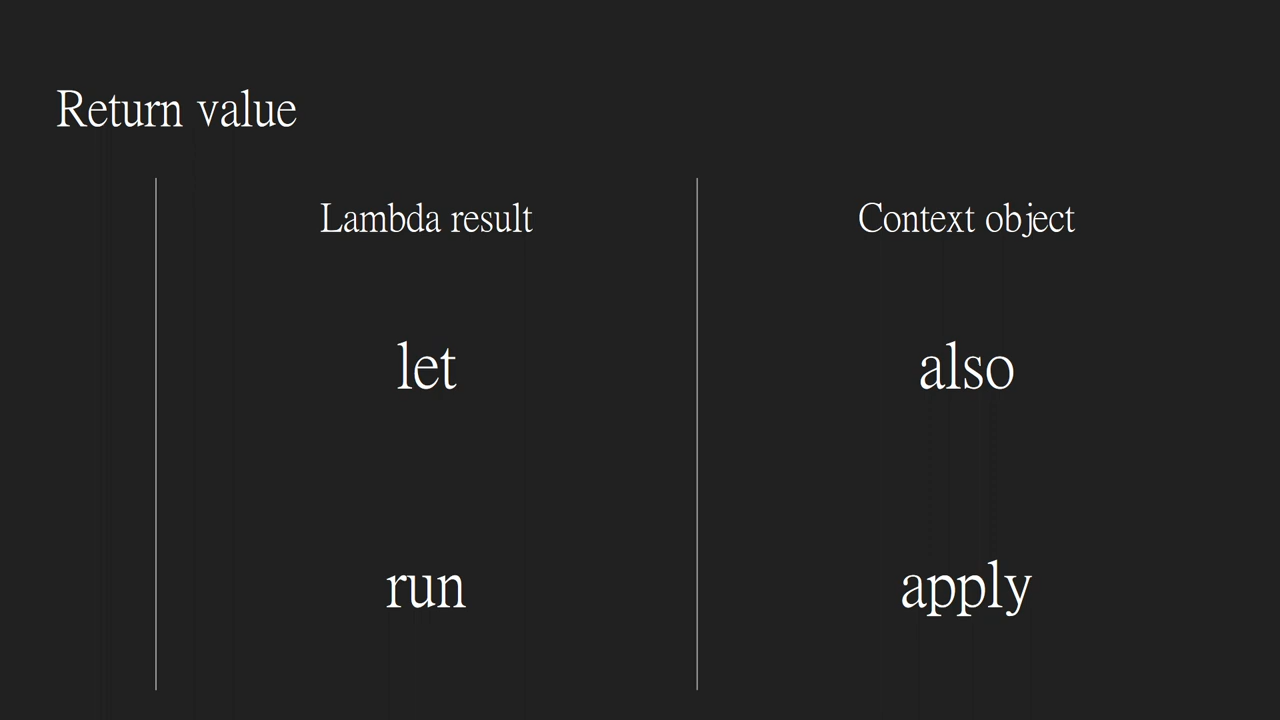 Return value
Lambda result
Context object
let
also
run
apply